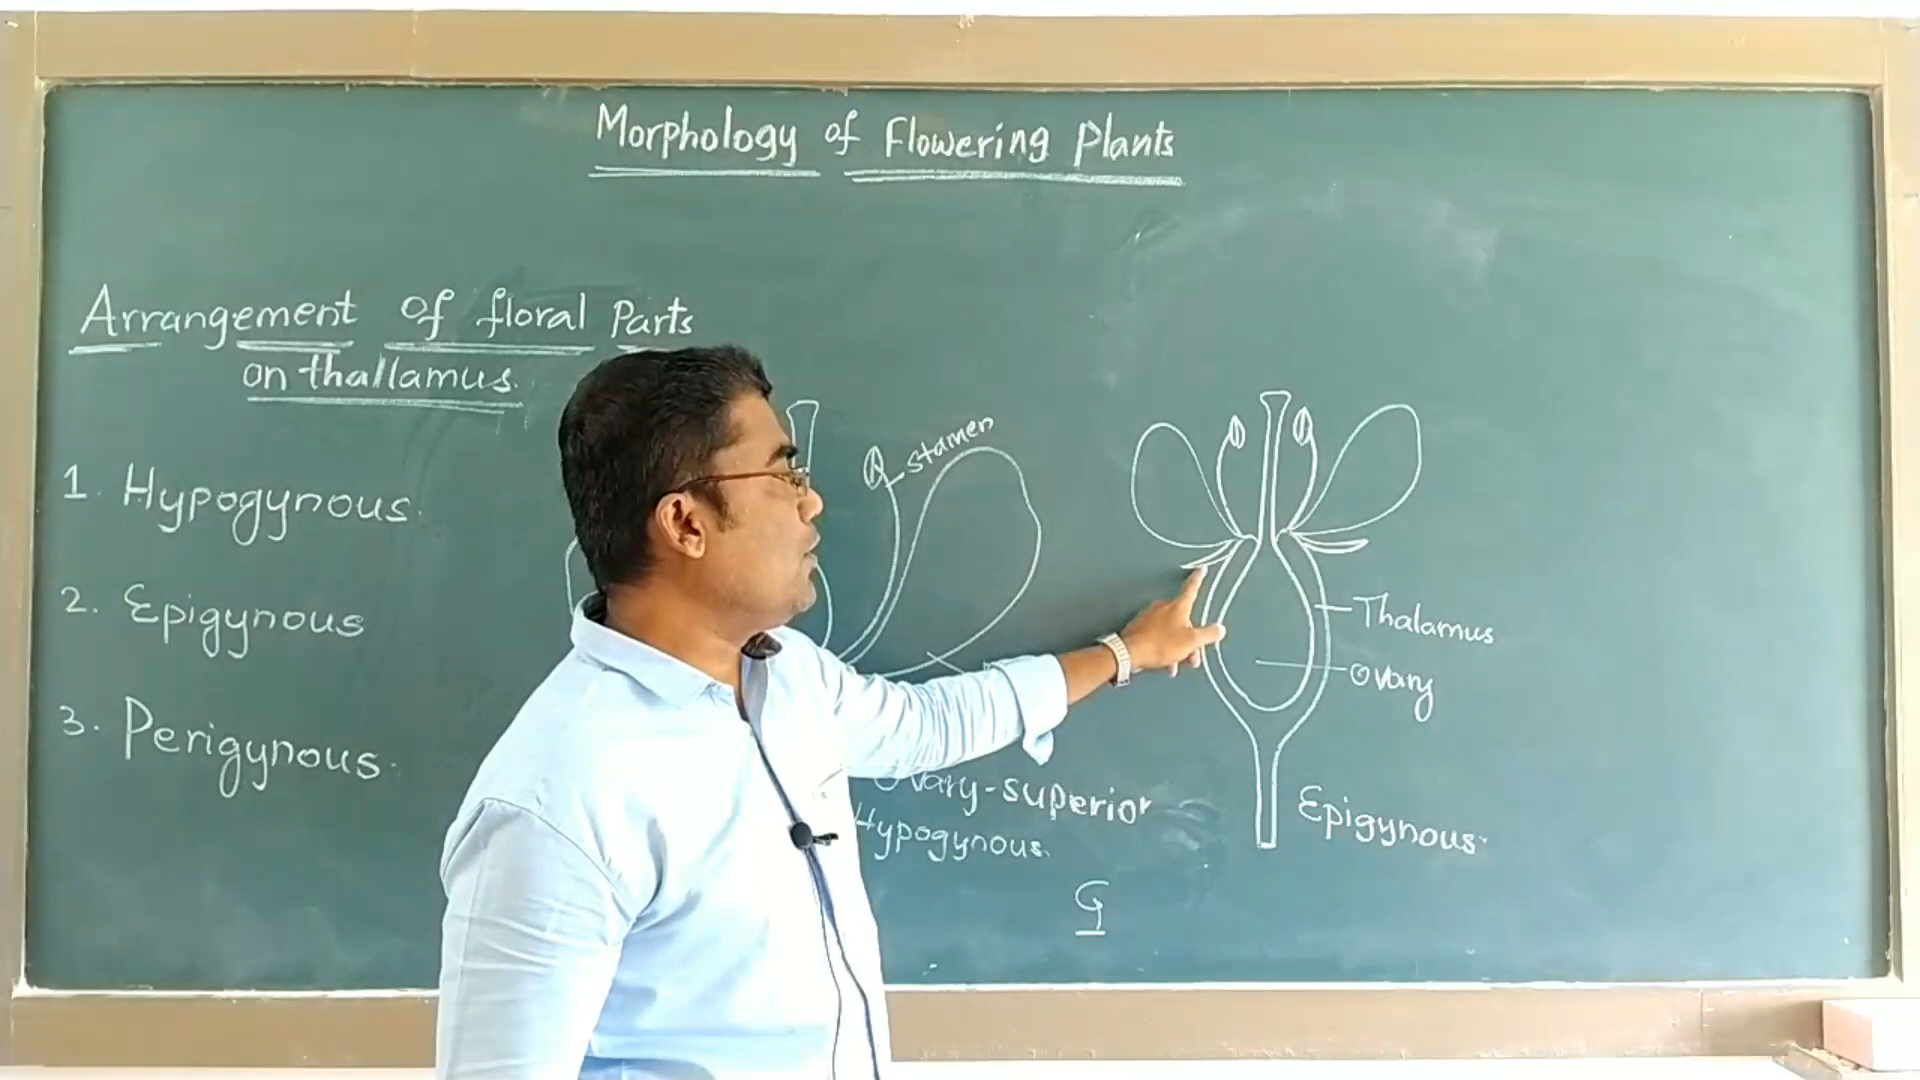 Morphology of Flowering Plants
Arrangement of floral Parts
on thallamus.
1. Hypogynous.
2. Epigynous
3. Perigynous.
stamen
Ovary-superior
Hypogynous.
G
Thalamus
Ovary
Epigynous.